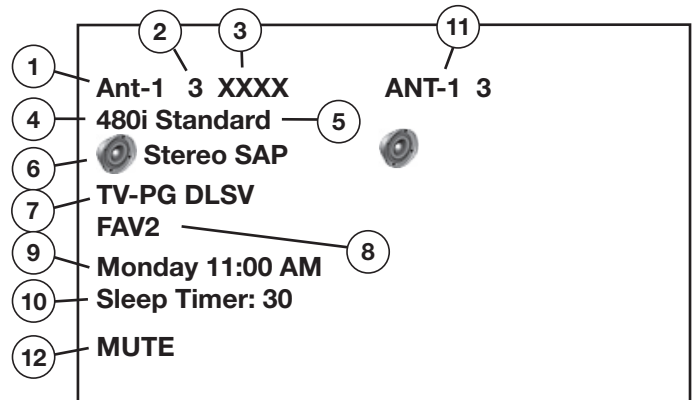 2 3 11
1 Ant-1 3 XXXX ANT-1 3
4 480i Standard 5
6 Stereo SAP
7 TV-PG DLSV
FAV2 8
9 Monday 11:00 AM
10 Sleep Timer: 30
12 MUTE